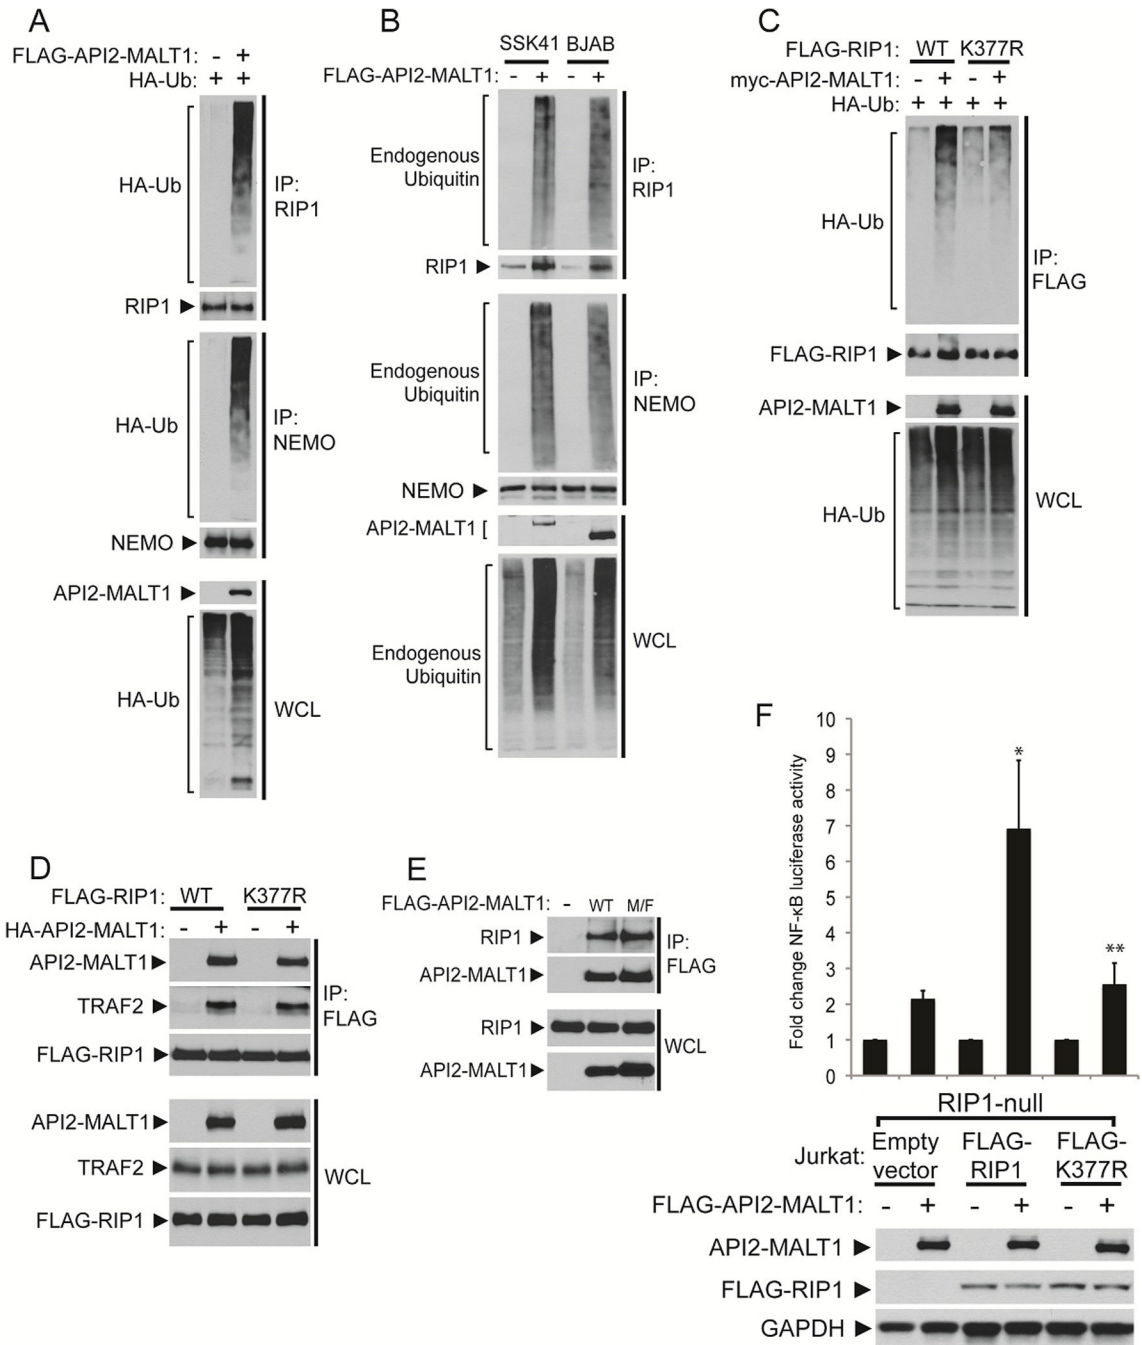 A
FLAG-API2-MALT1: - +
HA-Ub: + +
HA-Ub
IP:
RIP1
RIP1
HA-Ub
IP:
NEMO
NEMO
API2-MALT1
HA-Ub
WCL
B
SSK41 BJAB
FLAG-API2-MALT1: - + - +
Endogenous
Ubiquitin
IP:
RIP1
RIP1
Endogenous
Ubiquitin
IP:
NEMO
NEMO
API2-MALT1
Endogenous
Ubiquitin
WCL
C
FLAG-RIP1: WT K377R
myc-API2-MALT1: - + - +
HA-Ub: + + + +
HA-Ub
IP:
FLAG
FLAG-RIP1
API2-MALT1
HA-Ub
WCL
D
FLAG-RIP1: WT K377R
HA-API2-MALT1: - + - +
API2-MALT1
TRAF2
IP:
FLAG
FLAG-RIP1
API2-MALT1
TRAF2
WCL
FLAG-RIP1
E
FLAG-API2-MALT1: - WT M/F
RIP1
IP:
FLAG
API2-MALT1
RIP1
WCL
API2-MALT1
F
Fold change NF-κB luciferase activity
10
9
8
7
6
5
4
3
2
1
0
*
**
RIP1-null
Jurkat: Empty vector FLAG-RIP1 FLAG-K377R
FLAG-API2-MALT1: - + - + - +
API2-MALT1
FLAG-RIP1
GAPDH